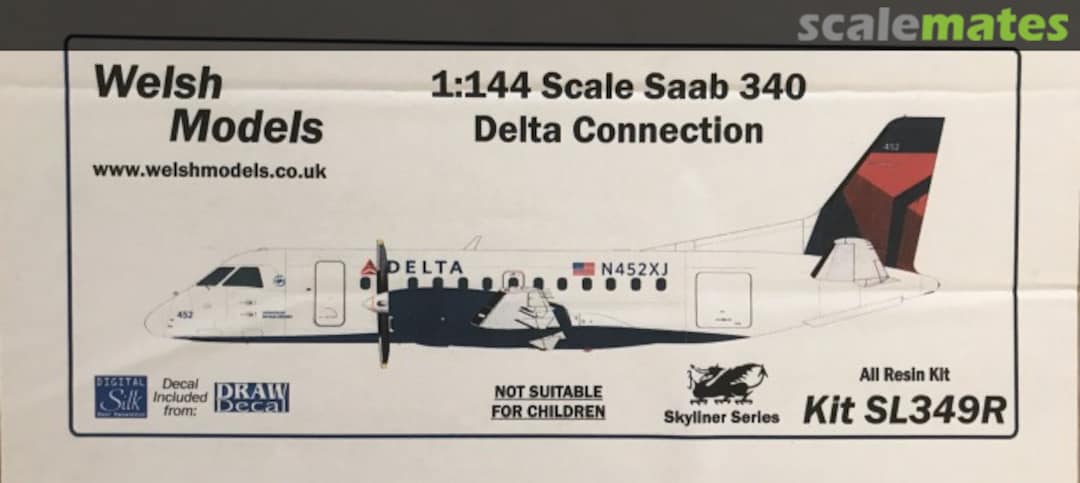 scalemates
Welsh
Models
www.welshmodels.co.uk
1:144 Scale Saab 340
Delta Connection
452
DELTA
N452XJ
452
DIGITAL
Silk
Decal
Included
from:
DRAW
Decal
NOT SUITABLE
FOR CHILDREN
Skyliner Series
All Resin Kit
Kit SL349R